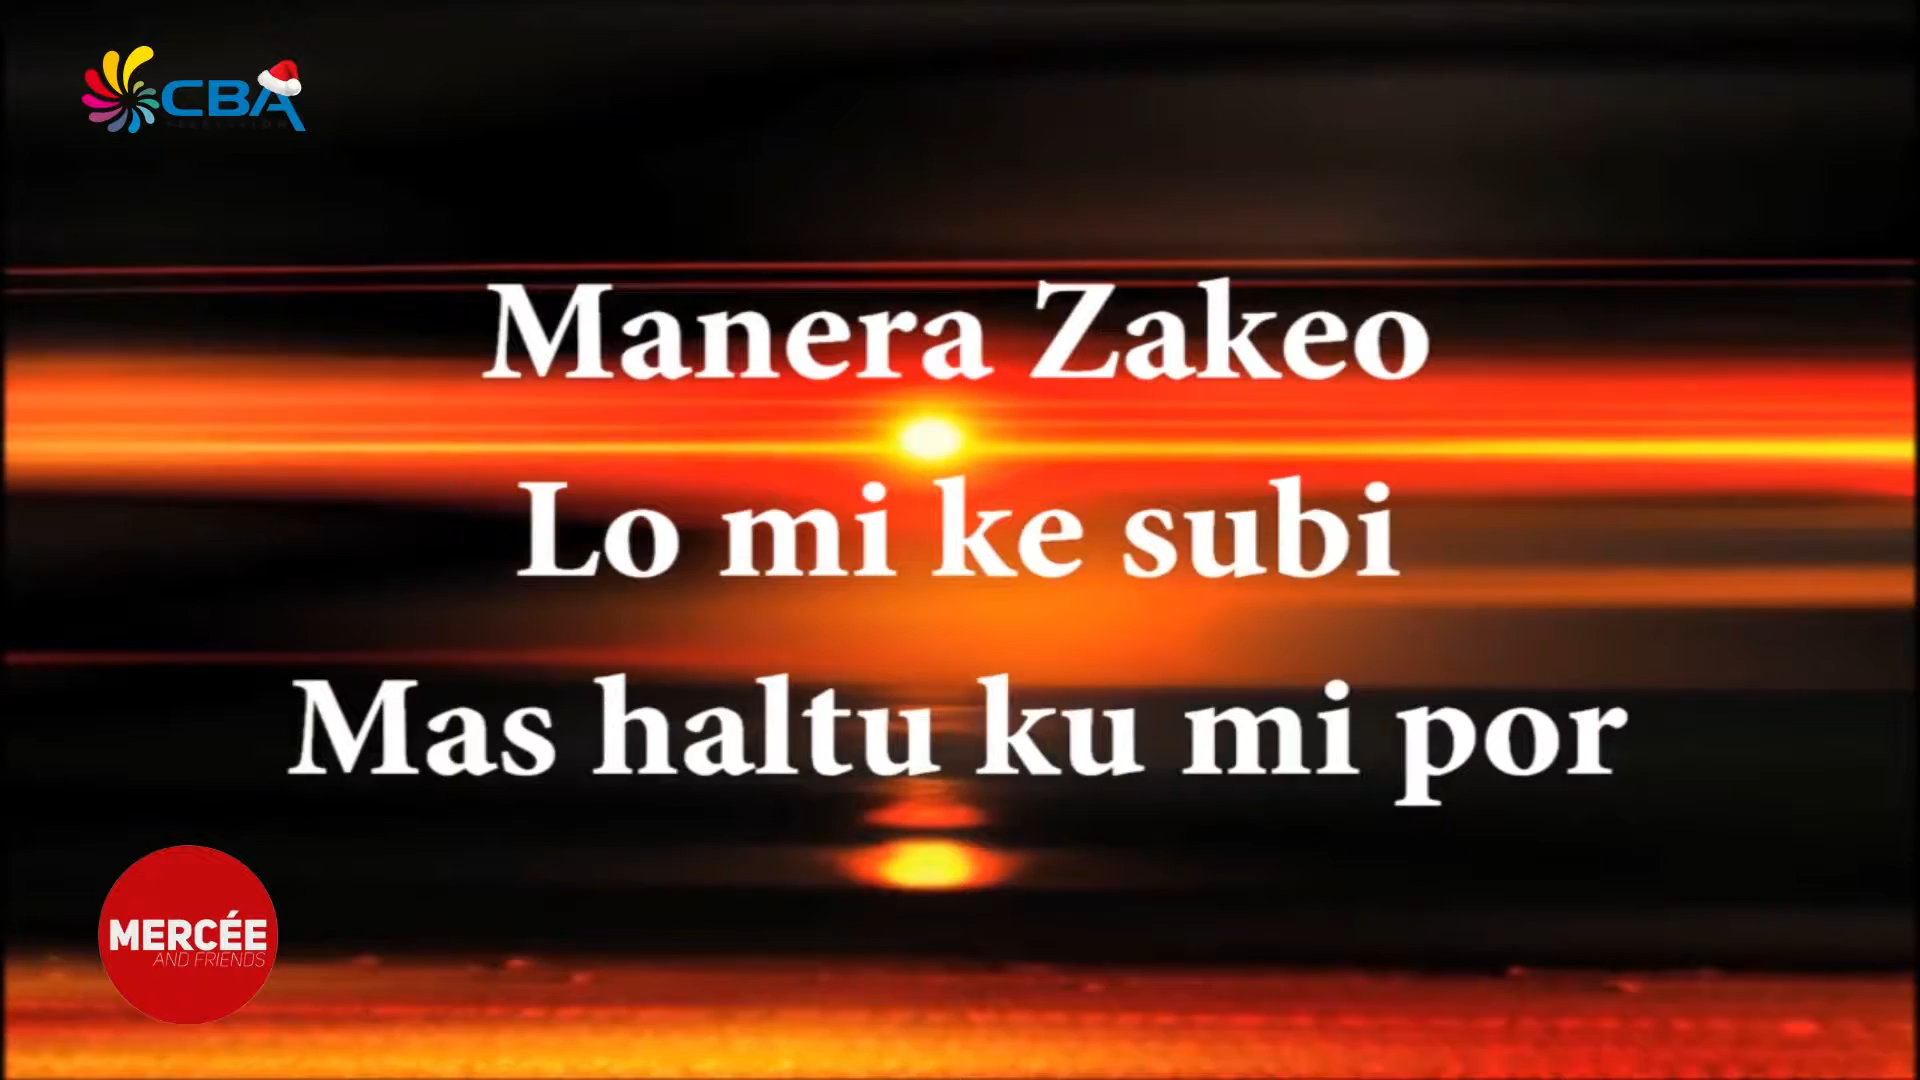 CBA
Manera Zakeo
Lo mi ke subi
Mas haltu ku mi por
MERCÉE
AND FRIENDS